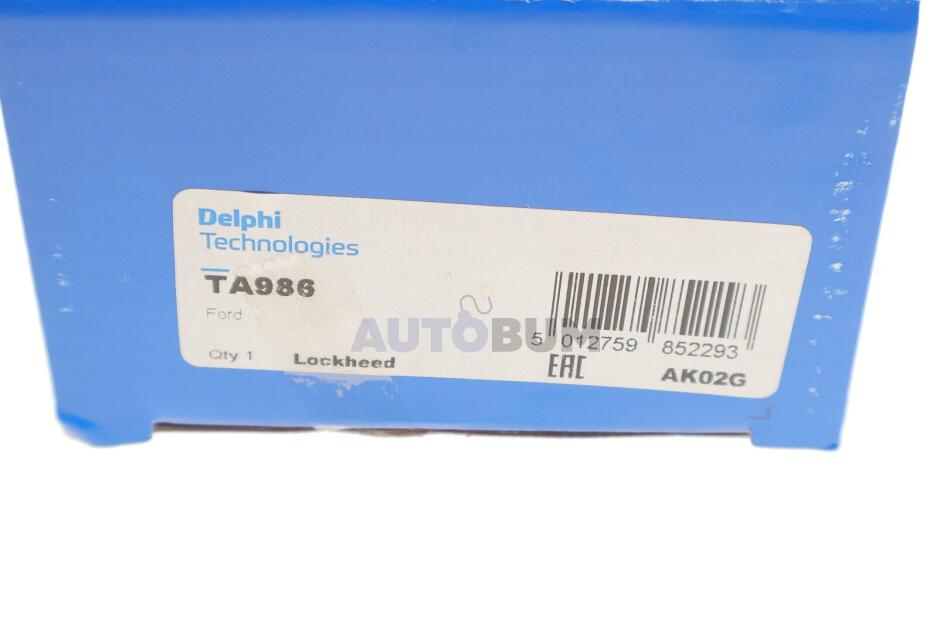 Delphi
Technologies
TA986
Ford
AUTOBUM
5 012759 852293
Qty 1 Lockheed EAC AK02G